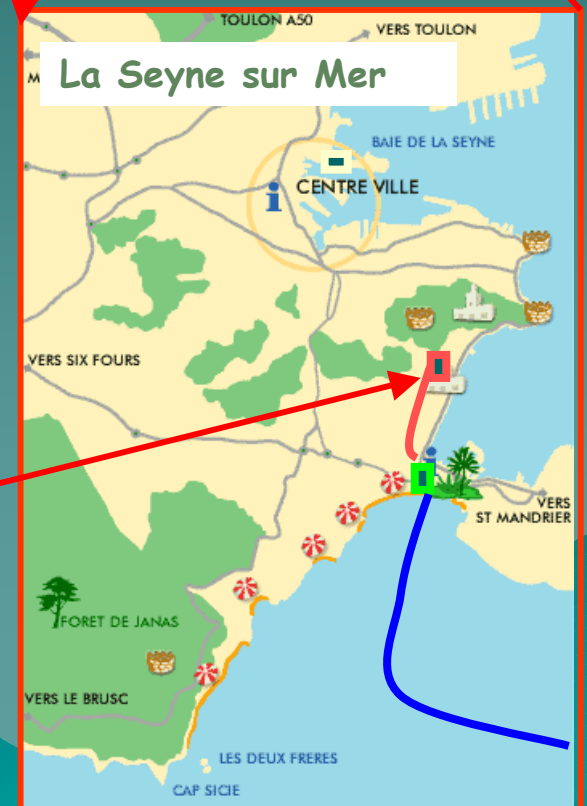 TOULON A50
VERS TOULON
M
La Seyne sur Mer
BAIE DE LA SEYNE
i
CENTRE VILLE
VERS SIX FOURS
i
VERS
ST MANDRIER
FORET DE JANAS
VERS LE BRUSC
LES DEUX FRERES
CAP SICIE